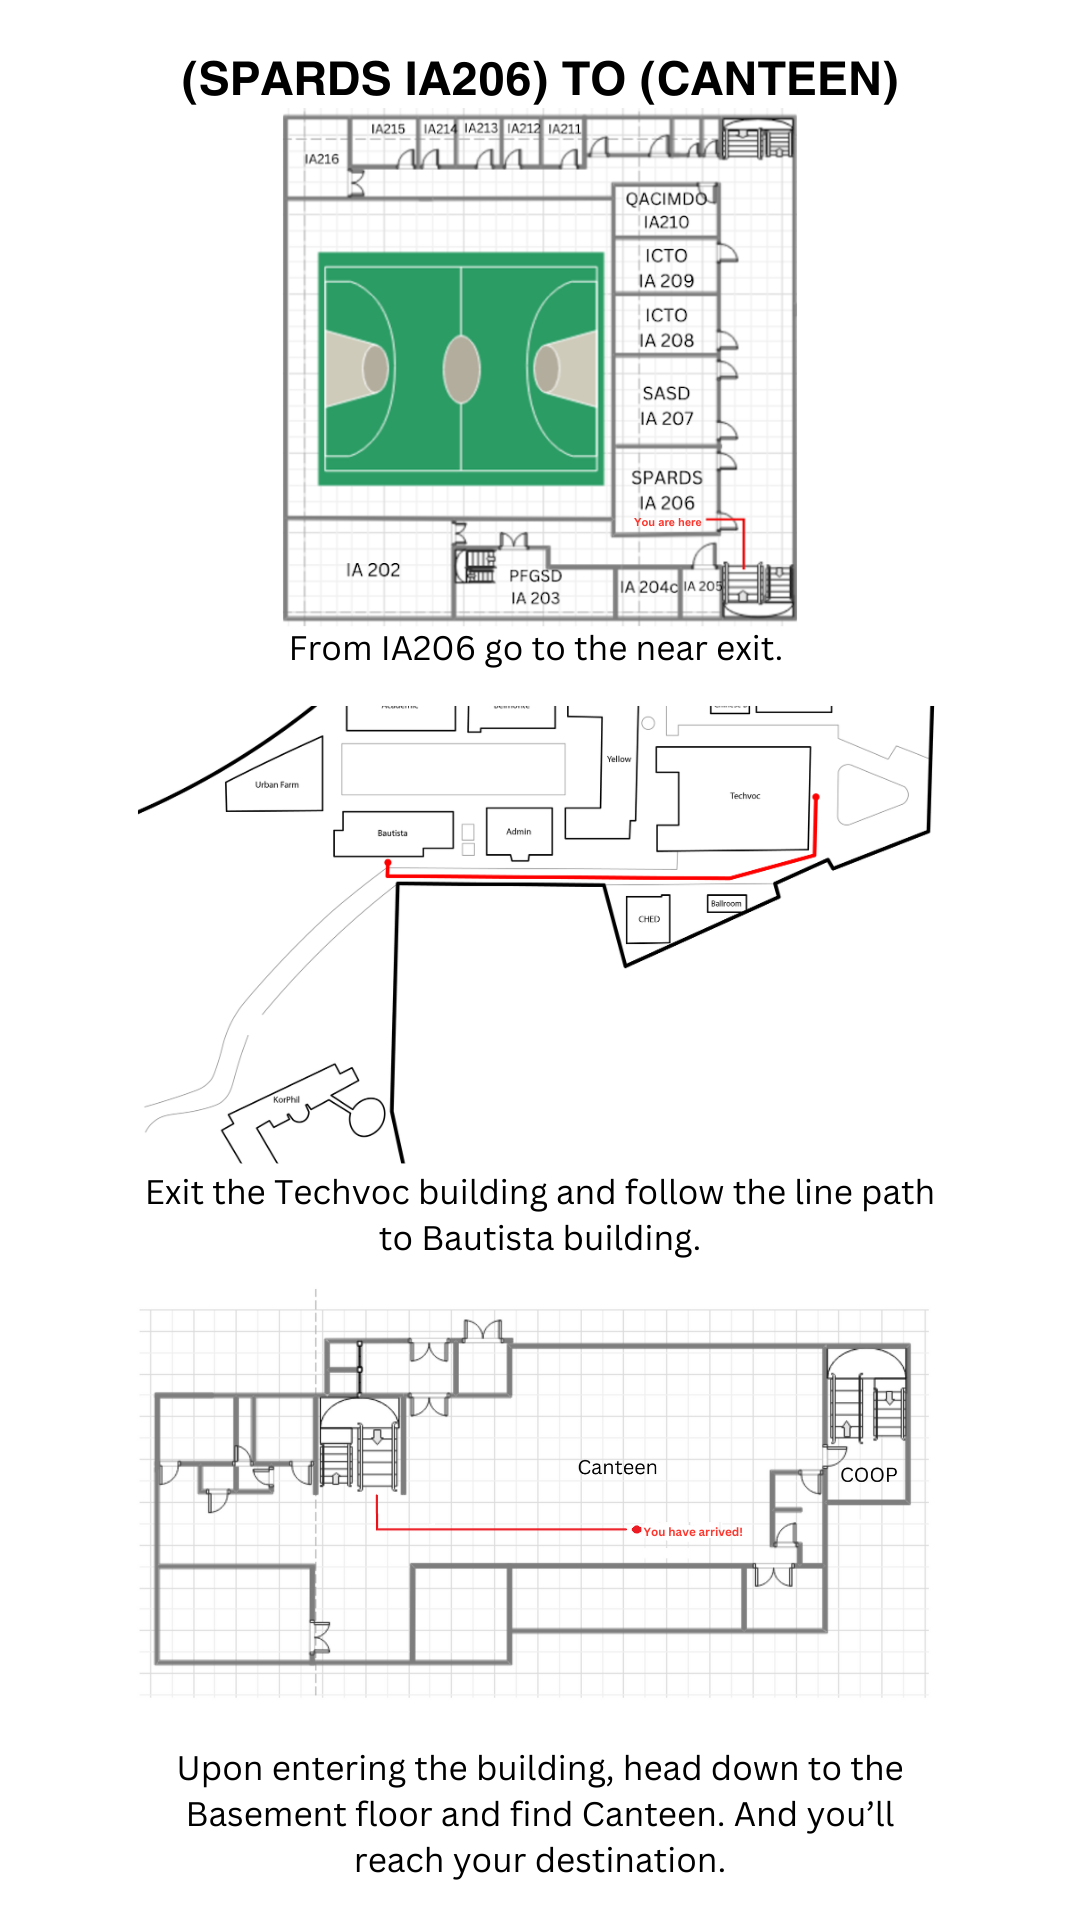 (SPARDS IA206) TO (CANTEEN)
IA215
IA214
IA213
IA212
IA211
IA216
QACIMDO
IA210
ICTO
IA 209
ICTO
IA 208
SASD
IA 207
SPARDS
IA 206
You are here
IA 202
PFGSD
IA 203
IA 204c
IA 205
From IA206 go to the near exit.
Academic
Belmonte
Yellow
Urban Farm
Techvoc
Bautista
Admin
CHED
Ballroom
KorPhil
Exit the Techvoc building and follow the line path
to Bautista building.
Canteen
COOP
You have arrived!
Upon entering the building, head down to the
Basement floor and find Canteen. And you’ll
reach your destination.